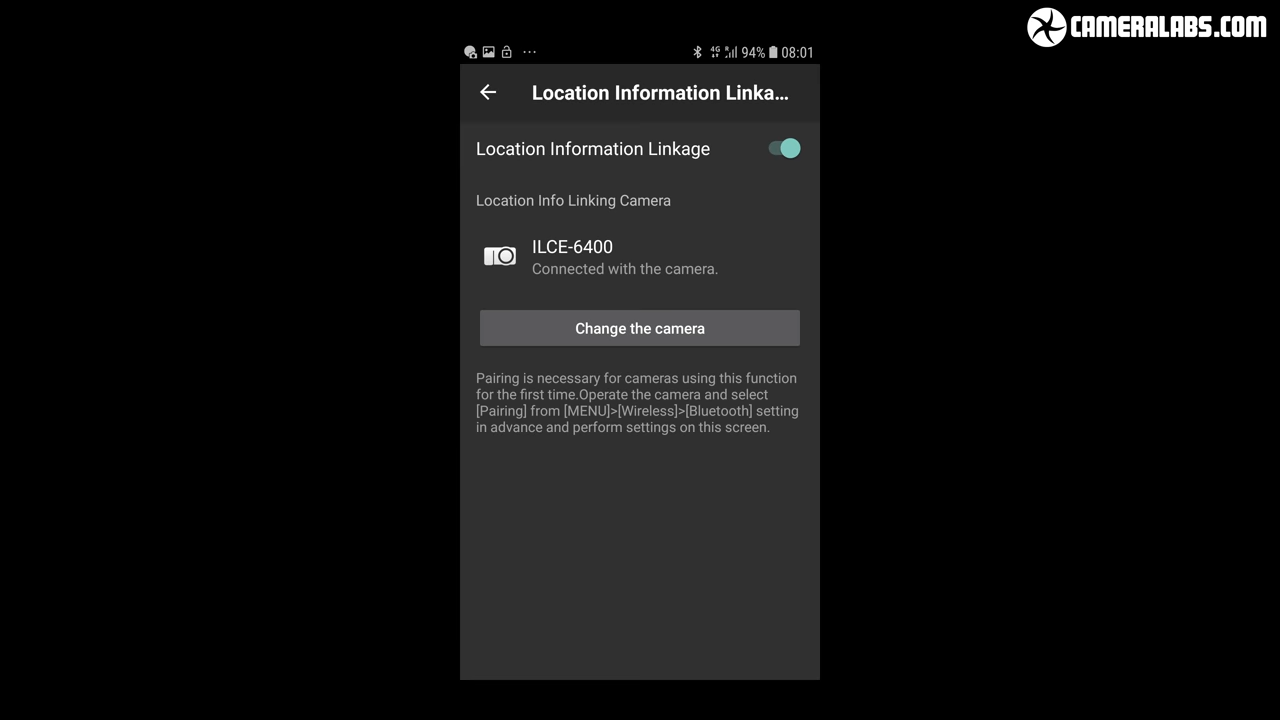 CAMERALABS.COM
4G R 94% 08:01
Location Information Linka...
Location Information Linkage
Location Info Linking Camera
ILCE-6400
Connected with the camera.
Change the camera
Pairing is necessary for cameras using this function
for the first time.Operate the camera and select
[Pairing] from [MENU]>[Wireless]>[Bluetooth] setting
in advance and perform settings on this screen.